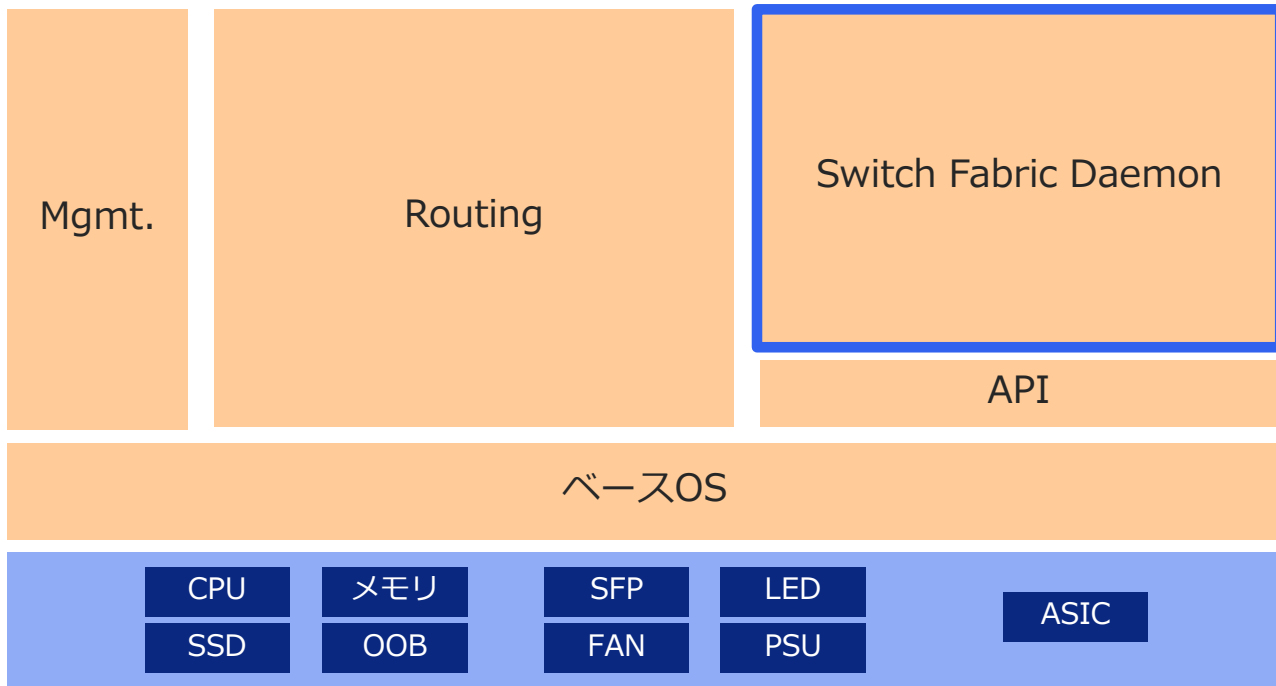 Mgmt.
Routing
Switch Fabric Daemon
API
ベースOS
CPU
メモリ
SFP
LED
ASIC
SSD
OOB
FAN
PSU